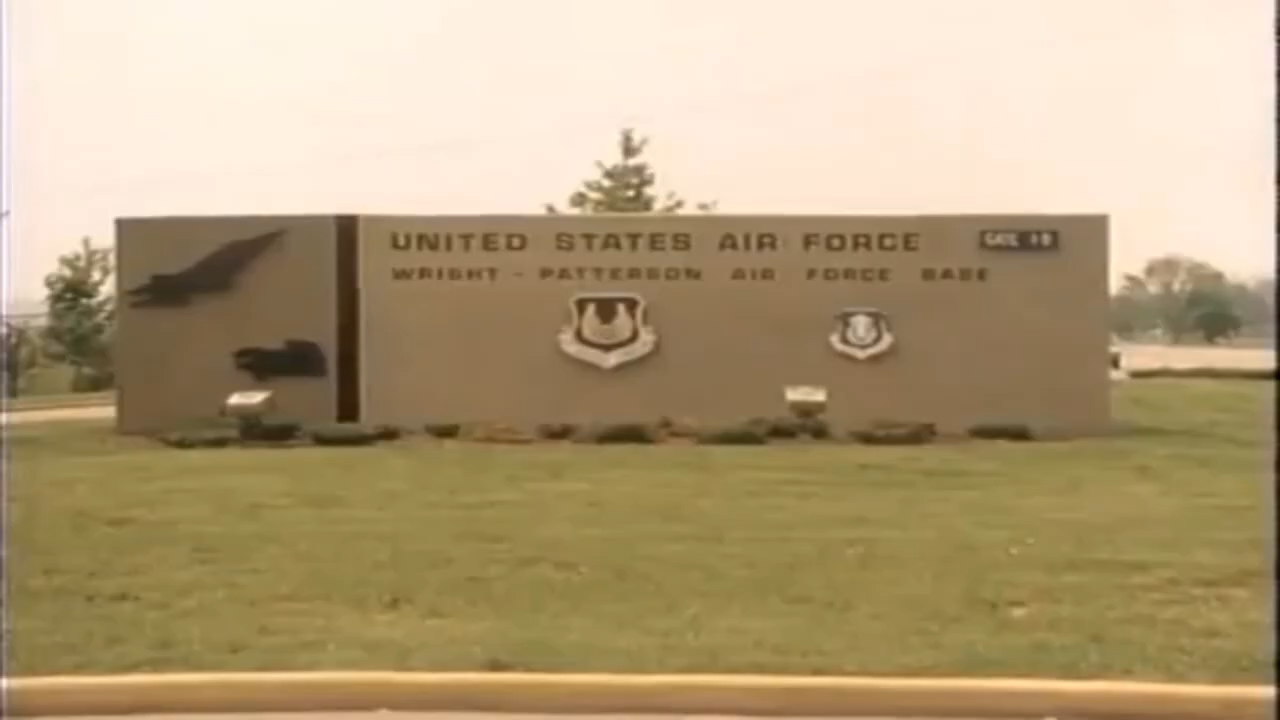 UNITED STATES AIR FORCE
WRIGHT - PATTERSON AIR FORCE BASE